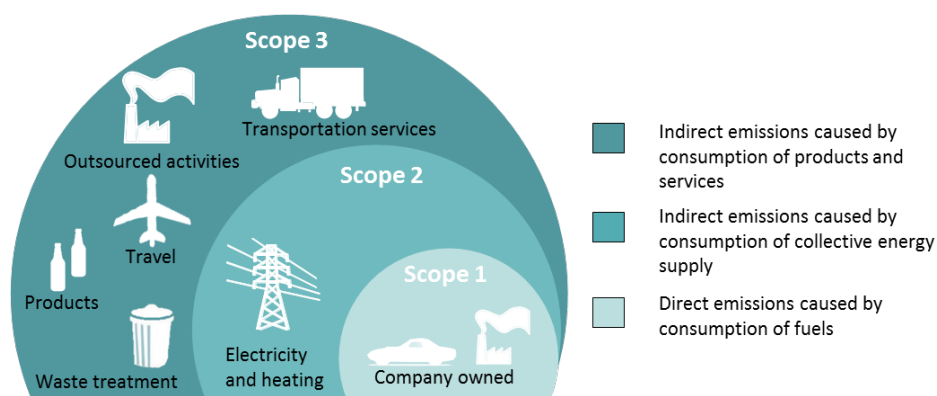 Scope 3
Transportation services
Outsourced activities
Scope 2
Travel
Scope 1
Products
Electricity
and heating
Company owned
Waste treatment
Indirect emissions caused by
consumption of products and
services
Indirect emissions caused by
consumption of collective energy
supply
Direct emissions caused by
consumption of fuels